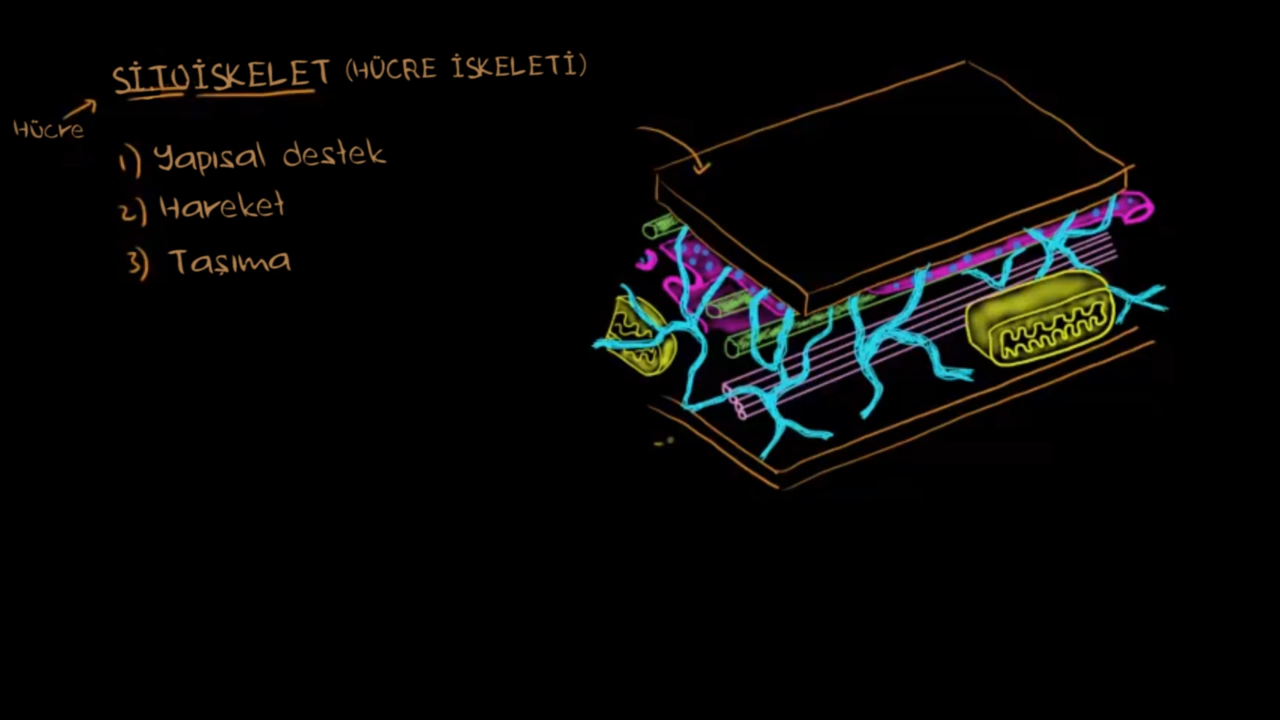 SİTOİSKELET (HÜCRE İSKELETİ)
Hücre
1) Yapısal destek
2) Hareket
3) Taşıma